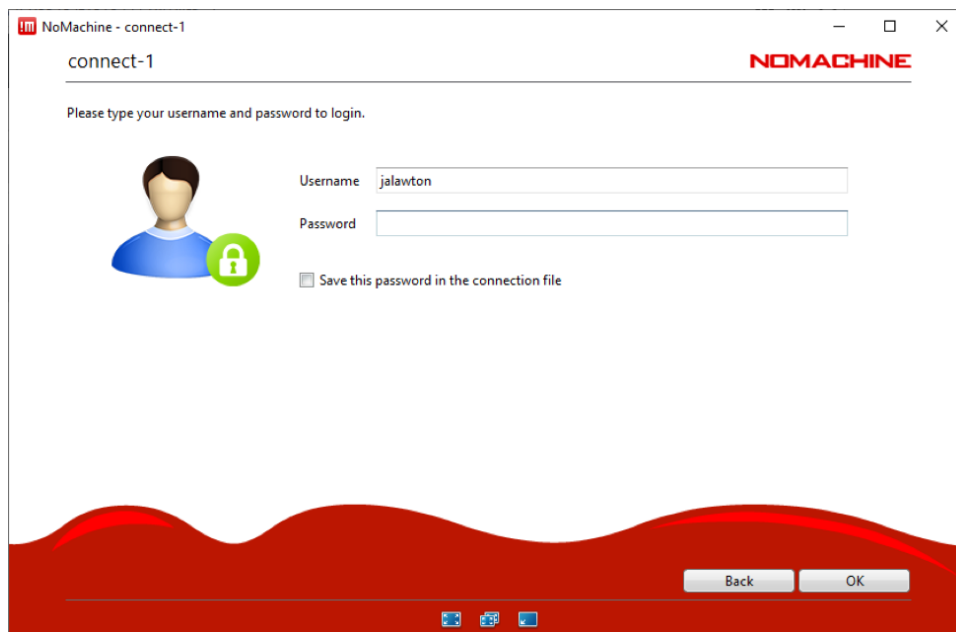 !M NoMachine - connect-1
connect-1
NOMACHINE
Please type your username and password to login.
Username jalawton
Password
Save this password in the connection file
Back OK